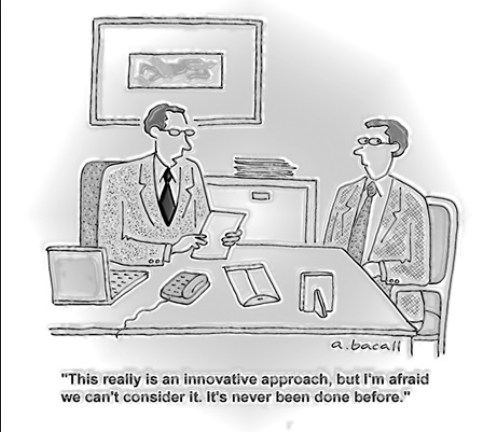 a.bacall
"This really is an innovative approach, but I'm afraid
we can't consider it. It's never been done before."